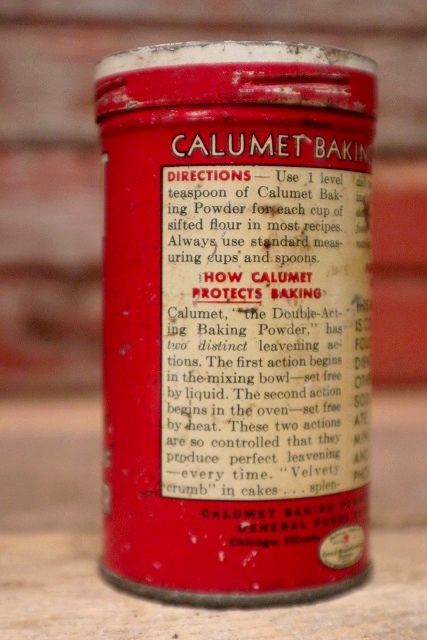 CALUMET BAKIN
DIRECTIONS — Use 1 level
teaspoon of Calumet Bak-
ing Powder for each cup of
sifted flour in most recipes.
Always use standard meas-
uring cups and spoons.
HOW CALUMET
PROTECTS BAKING
Calumet, "the Double-Act-
ing Baking Powder," has
two distinct leavening ac-
tions. The first action begins
in the mixing bowl—set free
by liquid. The second action
begins in the oven—set free
by heat. These two actions
are so controlled that they
produce perfect leavening
—every time. "Velvety
crumb" in cakes . . . splen-
CALUMET BAKING
GENERAL
Chicago,